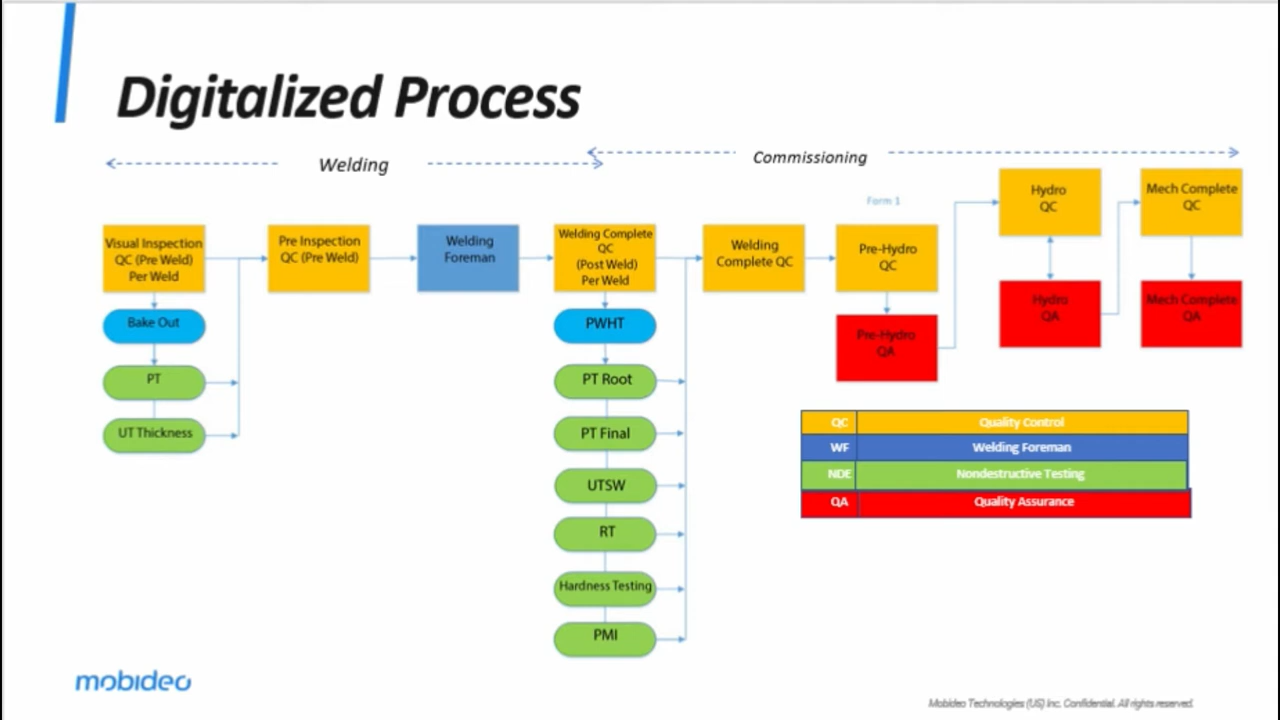 Digitalized Process
Welding
Commissioning
Form 1
Visual Inspection
QC (Pre Weld)
Per Weld
Bake Out
PT
UT Thickness
Pre Inspection
QC (Pre Weld)
Welding
Foreman
Welding Complete
QC
(Post Weld)
Per Weld
PWHT
PT Root
PT Final
UTSW
RT
Hardness Testing
PMI
Welding
Complete QC
Pre-Hydro
QC
Pre-Hydro
QA
Hydro
QC
Hydro
QA
Mech Complete
QC
Mech Complete
QA
QC Quality Control
WF Welding Foreman
NDE Nondestructive Testing
QA Quality Assurance
mobideo
Mobideo Technologies (US) Inc. Confidential. All rights reserved.